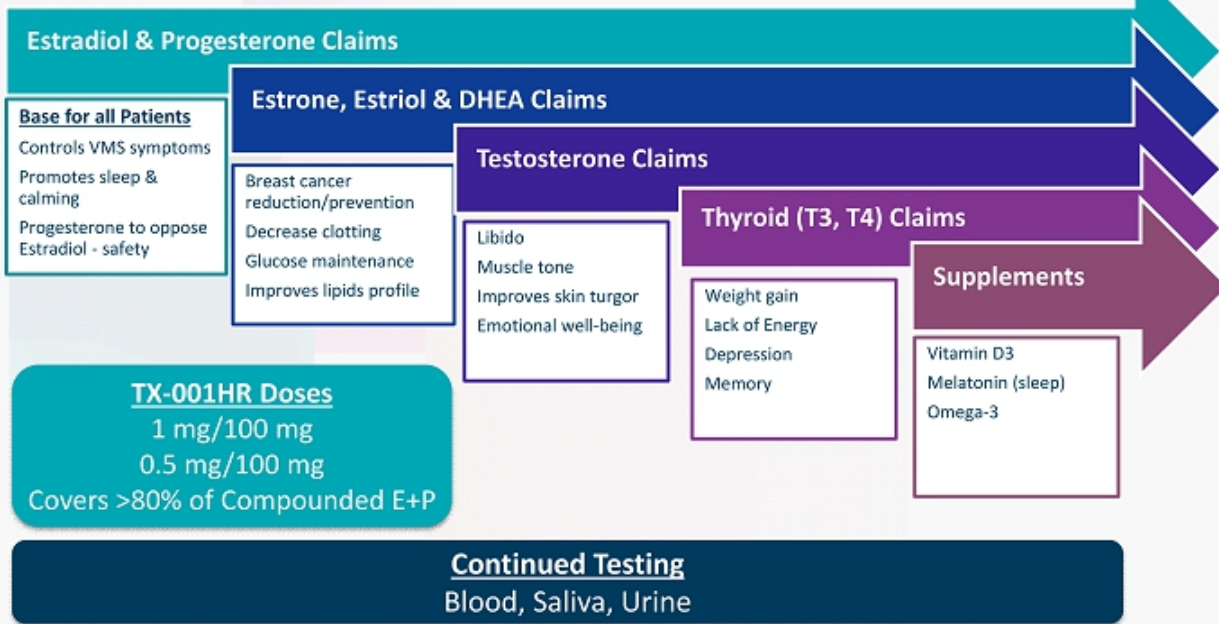 Estradiol & Progesterone Claims
Base for all Patients
Controls VMS symptoms
Promotes sleep &
calming
Progesterone to oppose
Estradiol - safety
Estrone, Estriol & DHEA Claims
Breast cancer
reduction/prevention
Decrease clotting
Glucose maintenance
Improves lipids profile
Testosterone Claims
Libido
Muscle tone
Improves skin turgor
Emotional well-being
Thyroid (T3, T4) Claims
Weight gain
Lack of Energy
Depression
Memory
Supplements
Vitamin D3
Melatonin (sleep)
Omega-3
TX-001HR Doses
1 mg/100 mg
0.5 mg/100 mg
Covers >80% of Compounded E+P
Continued Testing
Blood, Saliva, Urine